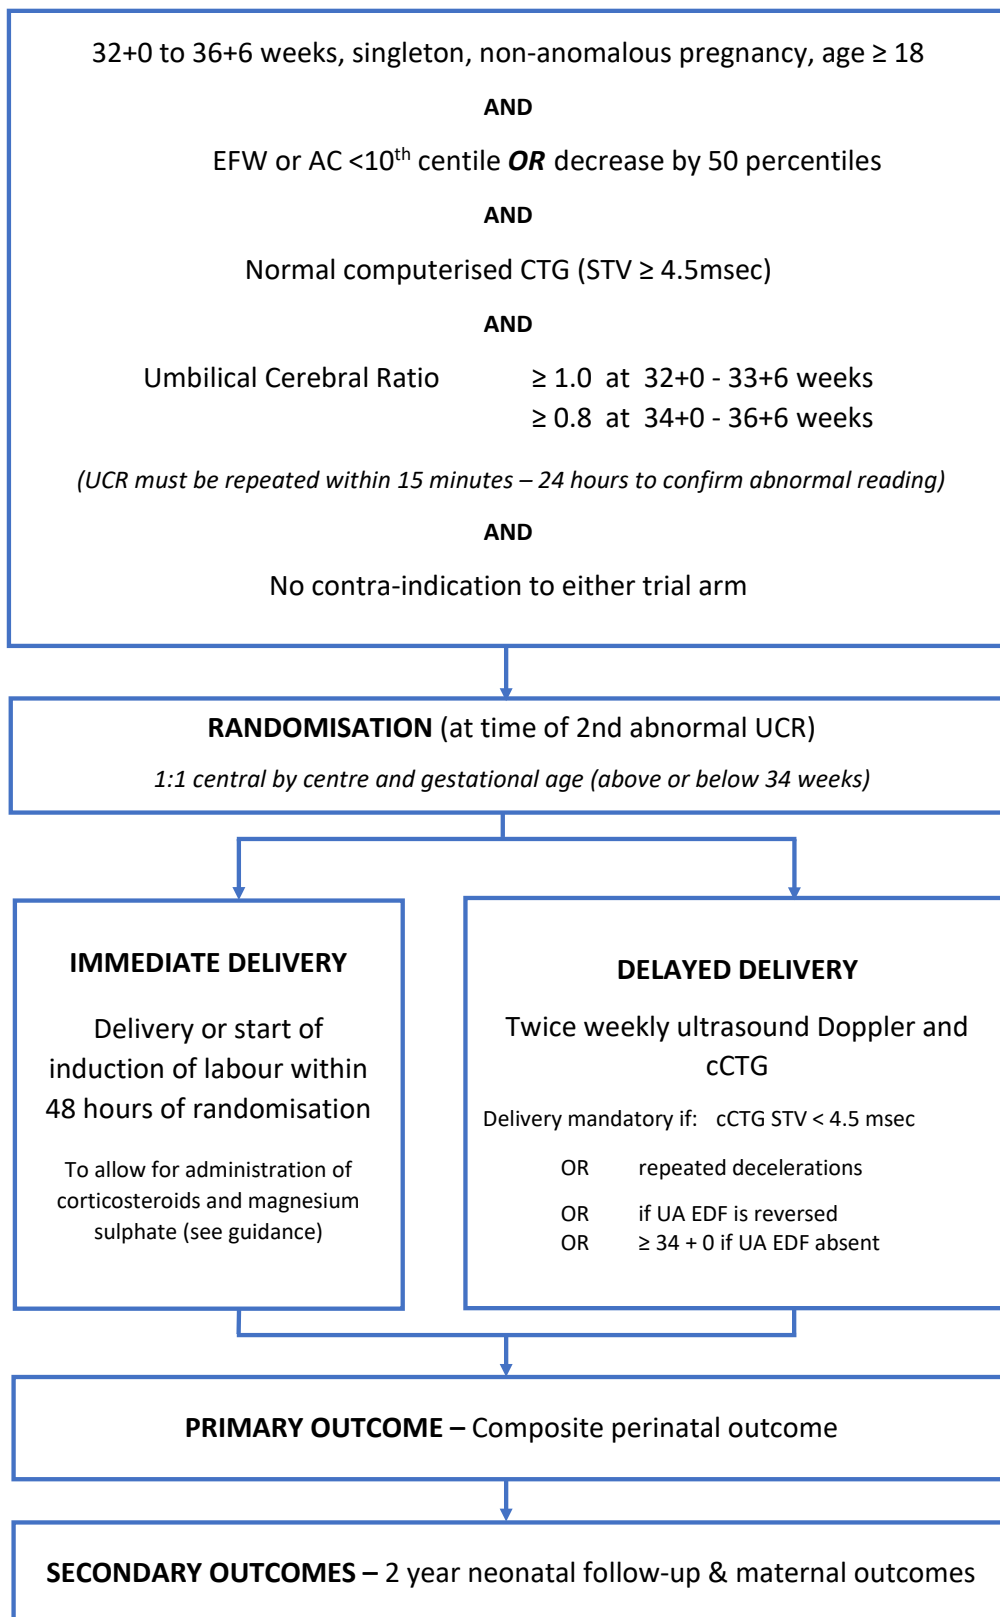 32+0 to 36+6 weeks, singleton, non-anomalous pregnancy, age ≥ 18
AND
EFW or AC <10th centile OR decrease by 50 percentiles
AND
Normal computerised CTG (STV ≥ 4.5msec)
AND
Umbilical Cerebral Ratio ≥ 1.0 at 32+0 - 33+6 weeks
≥ 0.8 at 34+0 - 36+6 weeks
(UCR must be repeated within 15 minutes – 24 hours to confirm abnormal reading)
AND
No contra-indication to either trial arm
RANDOMISATION (at time of 2nd abnormal UCR)
1:1 central by centre and gestational age (above or below 34 weeks)
IMMEDIATE DELIVERY
Delivery or start of
induction of labour within
48 hours of randomisation
To allow for administration of
corticosteroids and magnesium
sulphate (see guidance)
DELAYED DELIVERY
Twice weekly ultrasound Doppler and
cCTG
Delivery mandatory if: cCTG STV < 4.5 msec
OR repeated decelerations
OR if UA EDF is reversed
OR ≥ 34 + 0 if UA EDF absent
PRIMARY OUTCOME – Composite perinatal outcome
SECONDARY OUTCOMES – 2 year neonatal follow-up & maternal outcomes